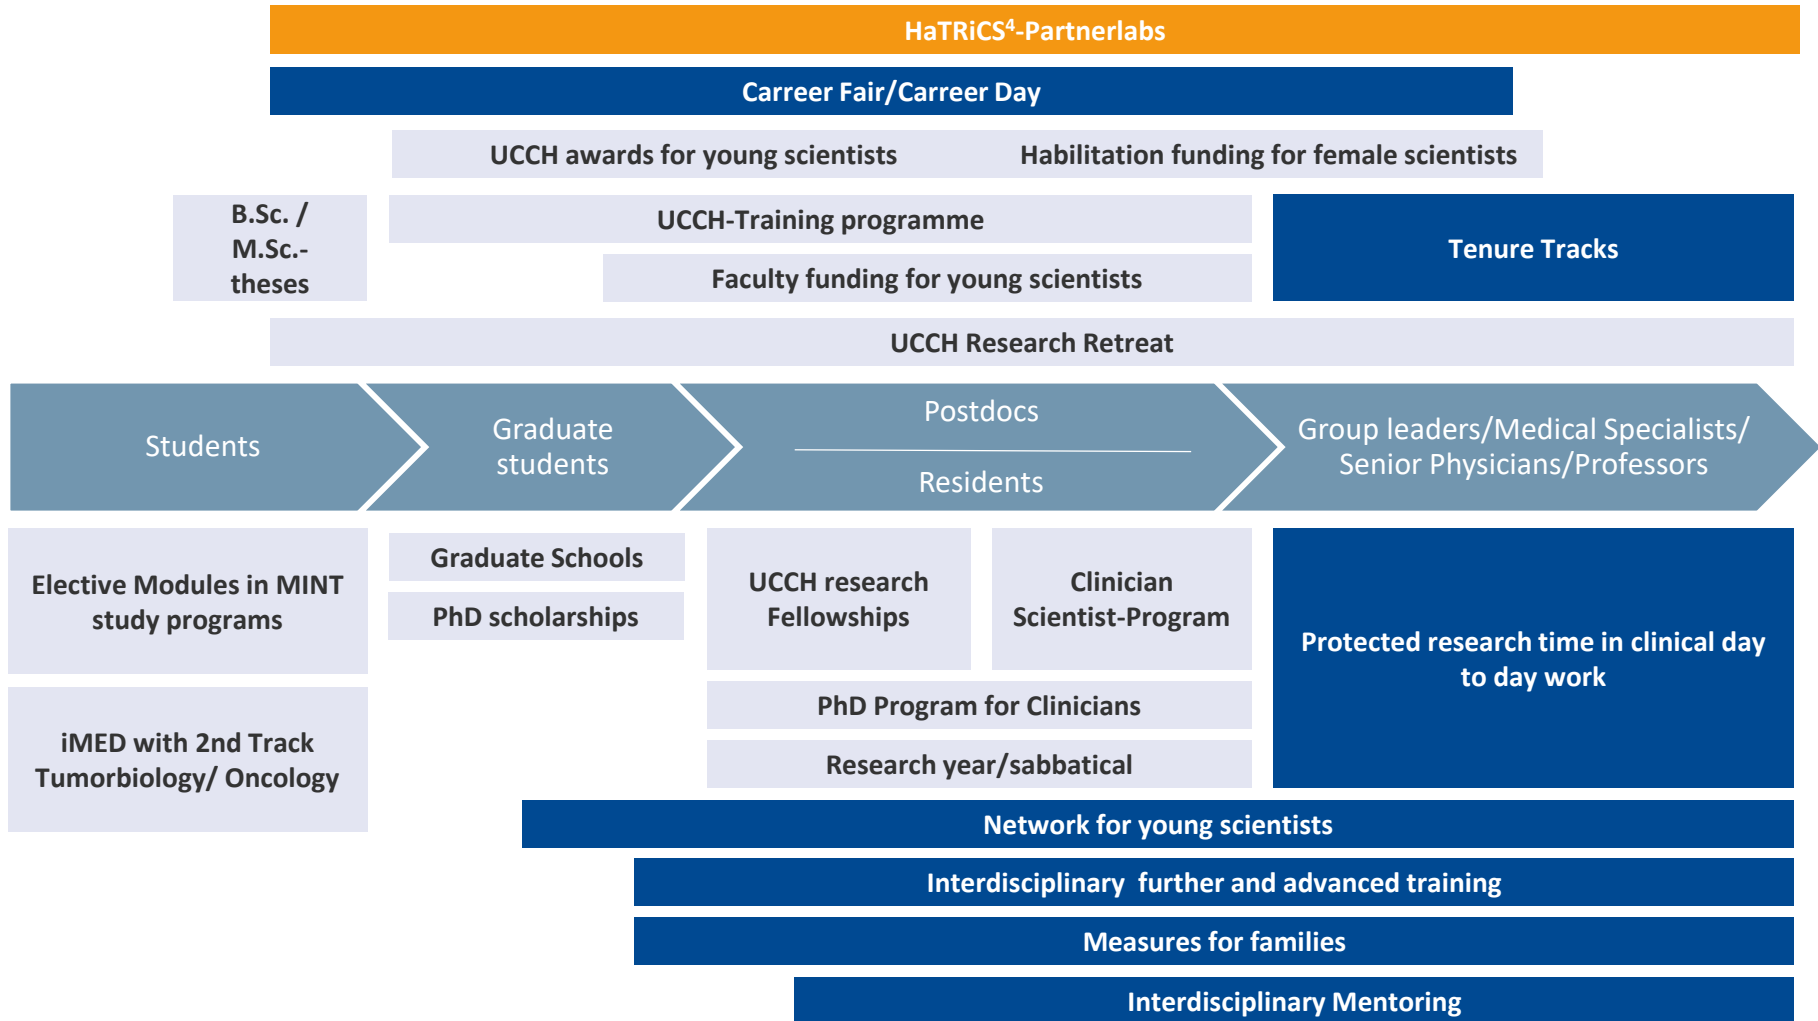 HaTRiCS⁴-Partnerlabs
Carreer Fair/Carreer Day
UCCH awards for young scientists
Habilitation funding for female scientists
B.Sc. /
M.Sc.-
theses
UCCH-Training programme
Faculty funding for young scientists
Tenure Tracks
UCCH Research Retreat
Students
Graduate
students
Postdocs
Residents
Group leaders/Medical Specialists/
Senior Physicians/Professors
Elective Modules in MINT
study programs
iMED with 2nd Track
Tumorbiology/ Oncology
Graduate Schools
PhD scholarships
UCCH research
Fellowships
Clinician
Scientist-Program
PhD Program for Clinicians
Research year/sabbatical
Protected research time in clinical day
to day work
Network for young scientists
Interdisciplinary  further and advanced training
Measures for families
Interdisciplinary Mentoring